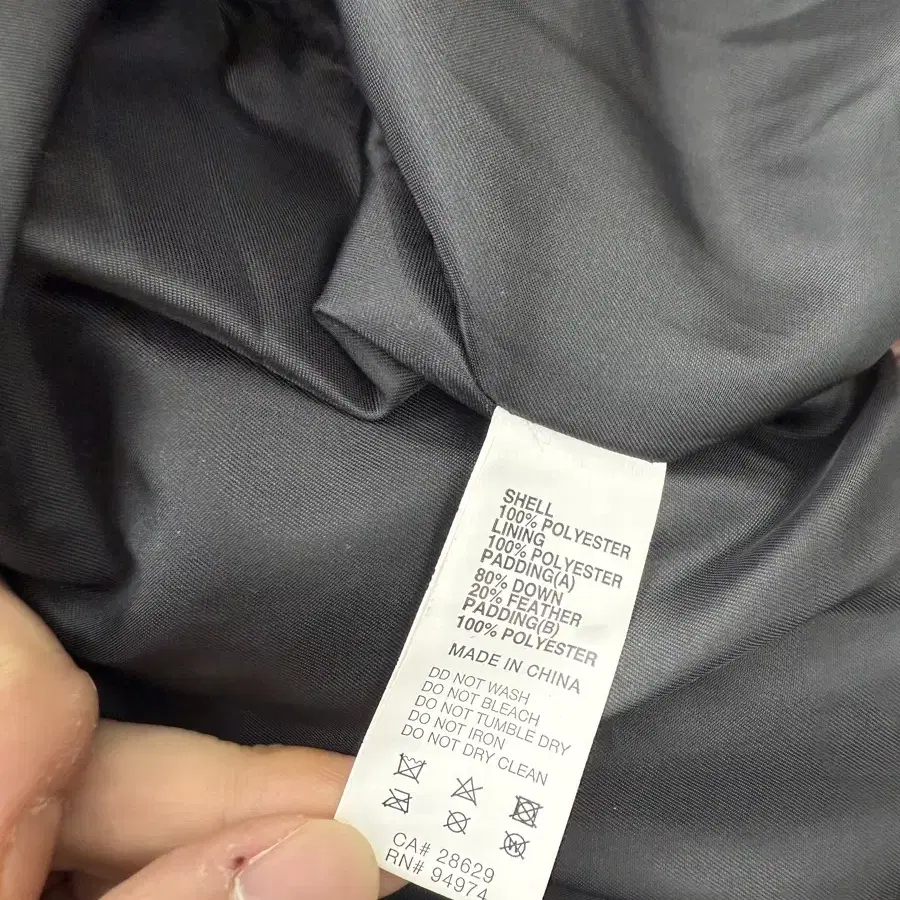 SHELL
100% POLYESTER
LINING
100% POLYESTER
PADDING(A)
80% DOWN
20% FEATHER
PADDING(B)
100% POLYESTER
MADE IN CHINA
DO NOT WASH
DO NOT BLEACH
DO NOT TUMBLE DRY
DO NOT IRON
DO NOT DRY CLEAN
W
CA# 28629
RN# 94974